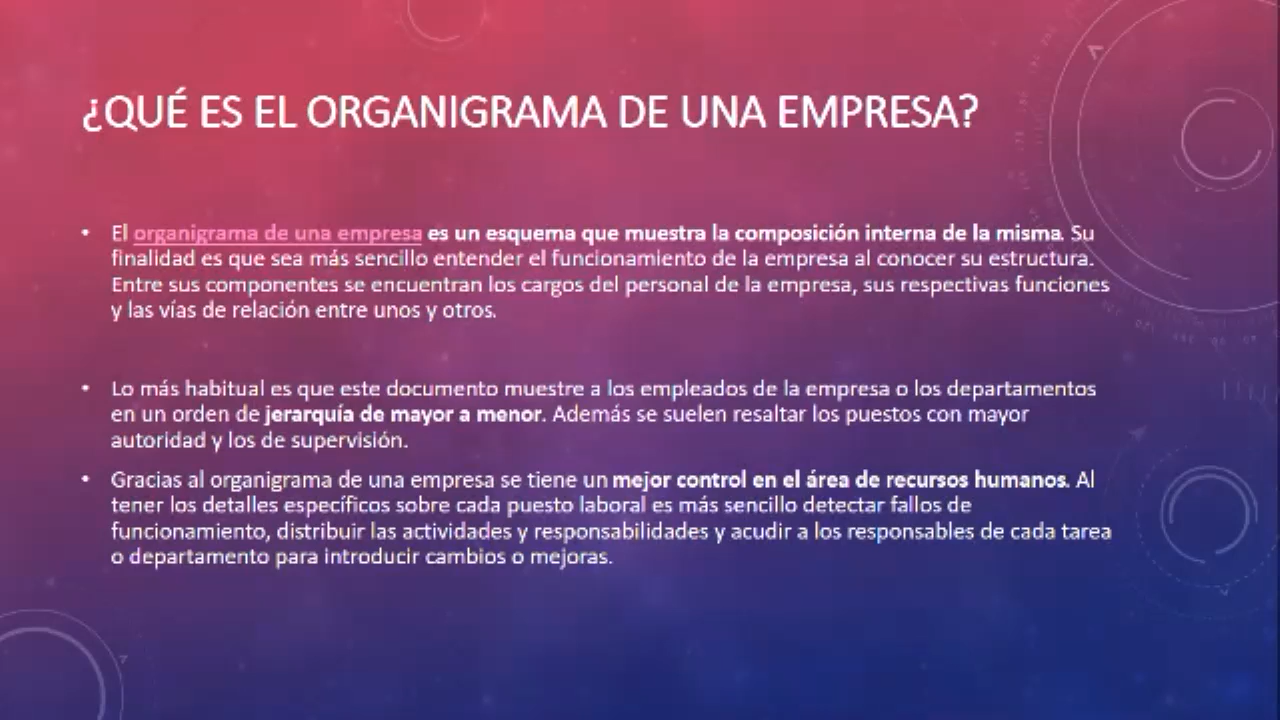 ¿QUÉ ES EL ORGANIGRAMA DE UNA EMPRESA?
• El organigrama de una empresa es un esquema que muestra la composición interna de la misma. Su
finalidad es que sea más sencillo entender el funcionamiento de la empresa al conocer su estructura.
Entre sus componentes se encuentran los cargos del personal de la empresa, sus respectivas funciones
y las vías de relación entre unos y otros.
• Lo más habitual es que este documento muestre a los empleados de la empresa o los departamentos
en un orden de jerarquía de mayor a menor. Además se suelen resaltar los puestos con mayor
autoridad y los de supervisión.
• Gracias al organigrama de una empresa se tiene un mejor control en el área de recursos humanos. Al
tener los detalles específicos sobre cada puesto laboral es más sencillo detectar fallos de
funcionamiento, distribuir las actividades y responsabilidades y acudir a los responsables de cada tarea
o departamento para introducir cambios o mejoras.